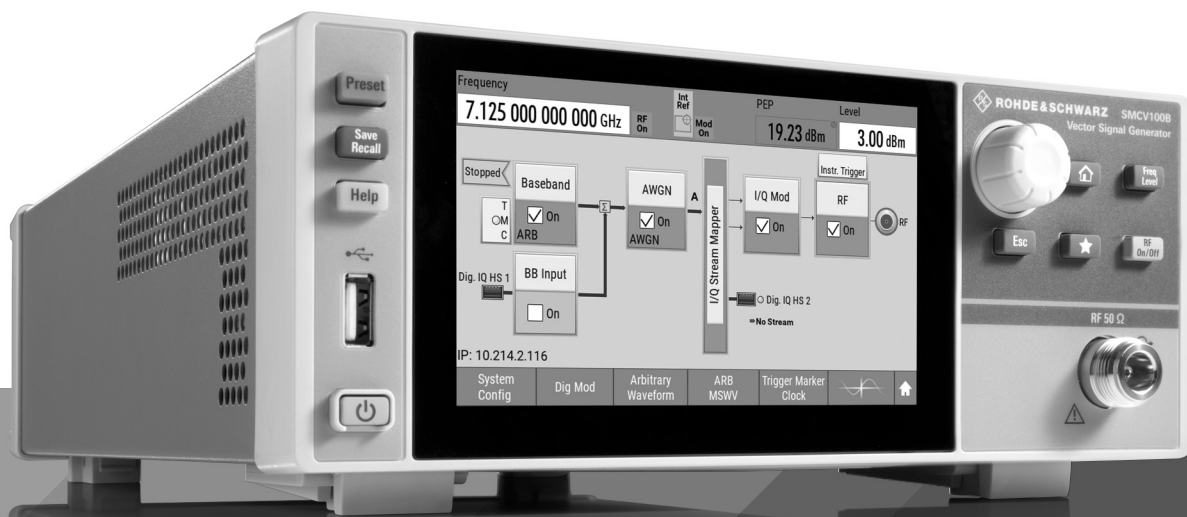 Preset
Save
Recall
Help
Frequency
7.125 000 000 000 GHz
RF
On
Int
Ref
Mod
On
PEP
19.23 dBm
Level
3.00 dBm
Stopped
Baseband
T
M
C
On
ARB
Σ
AWGN
On
AWGN
A
I/Q Stream Mapper
I/Q Mod
On
Instr. Trigger
RF
On
RF
Dig. IQ HS 1
BB Input
On
Dig. IQ HS 2
No Stream
IP: 10.214.2.116
System
Config
Dig Mod
Arbitrary
Waveform
ARB
MSWV
Trigger Marker
Clock
ROHDE&SCHWARZ SMCV100B
Vector Signal Generator
Freq
Level
Esc
RF
On/Off
RF 50 Ω